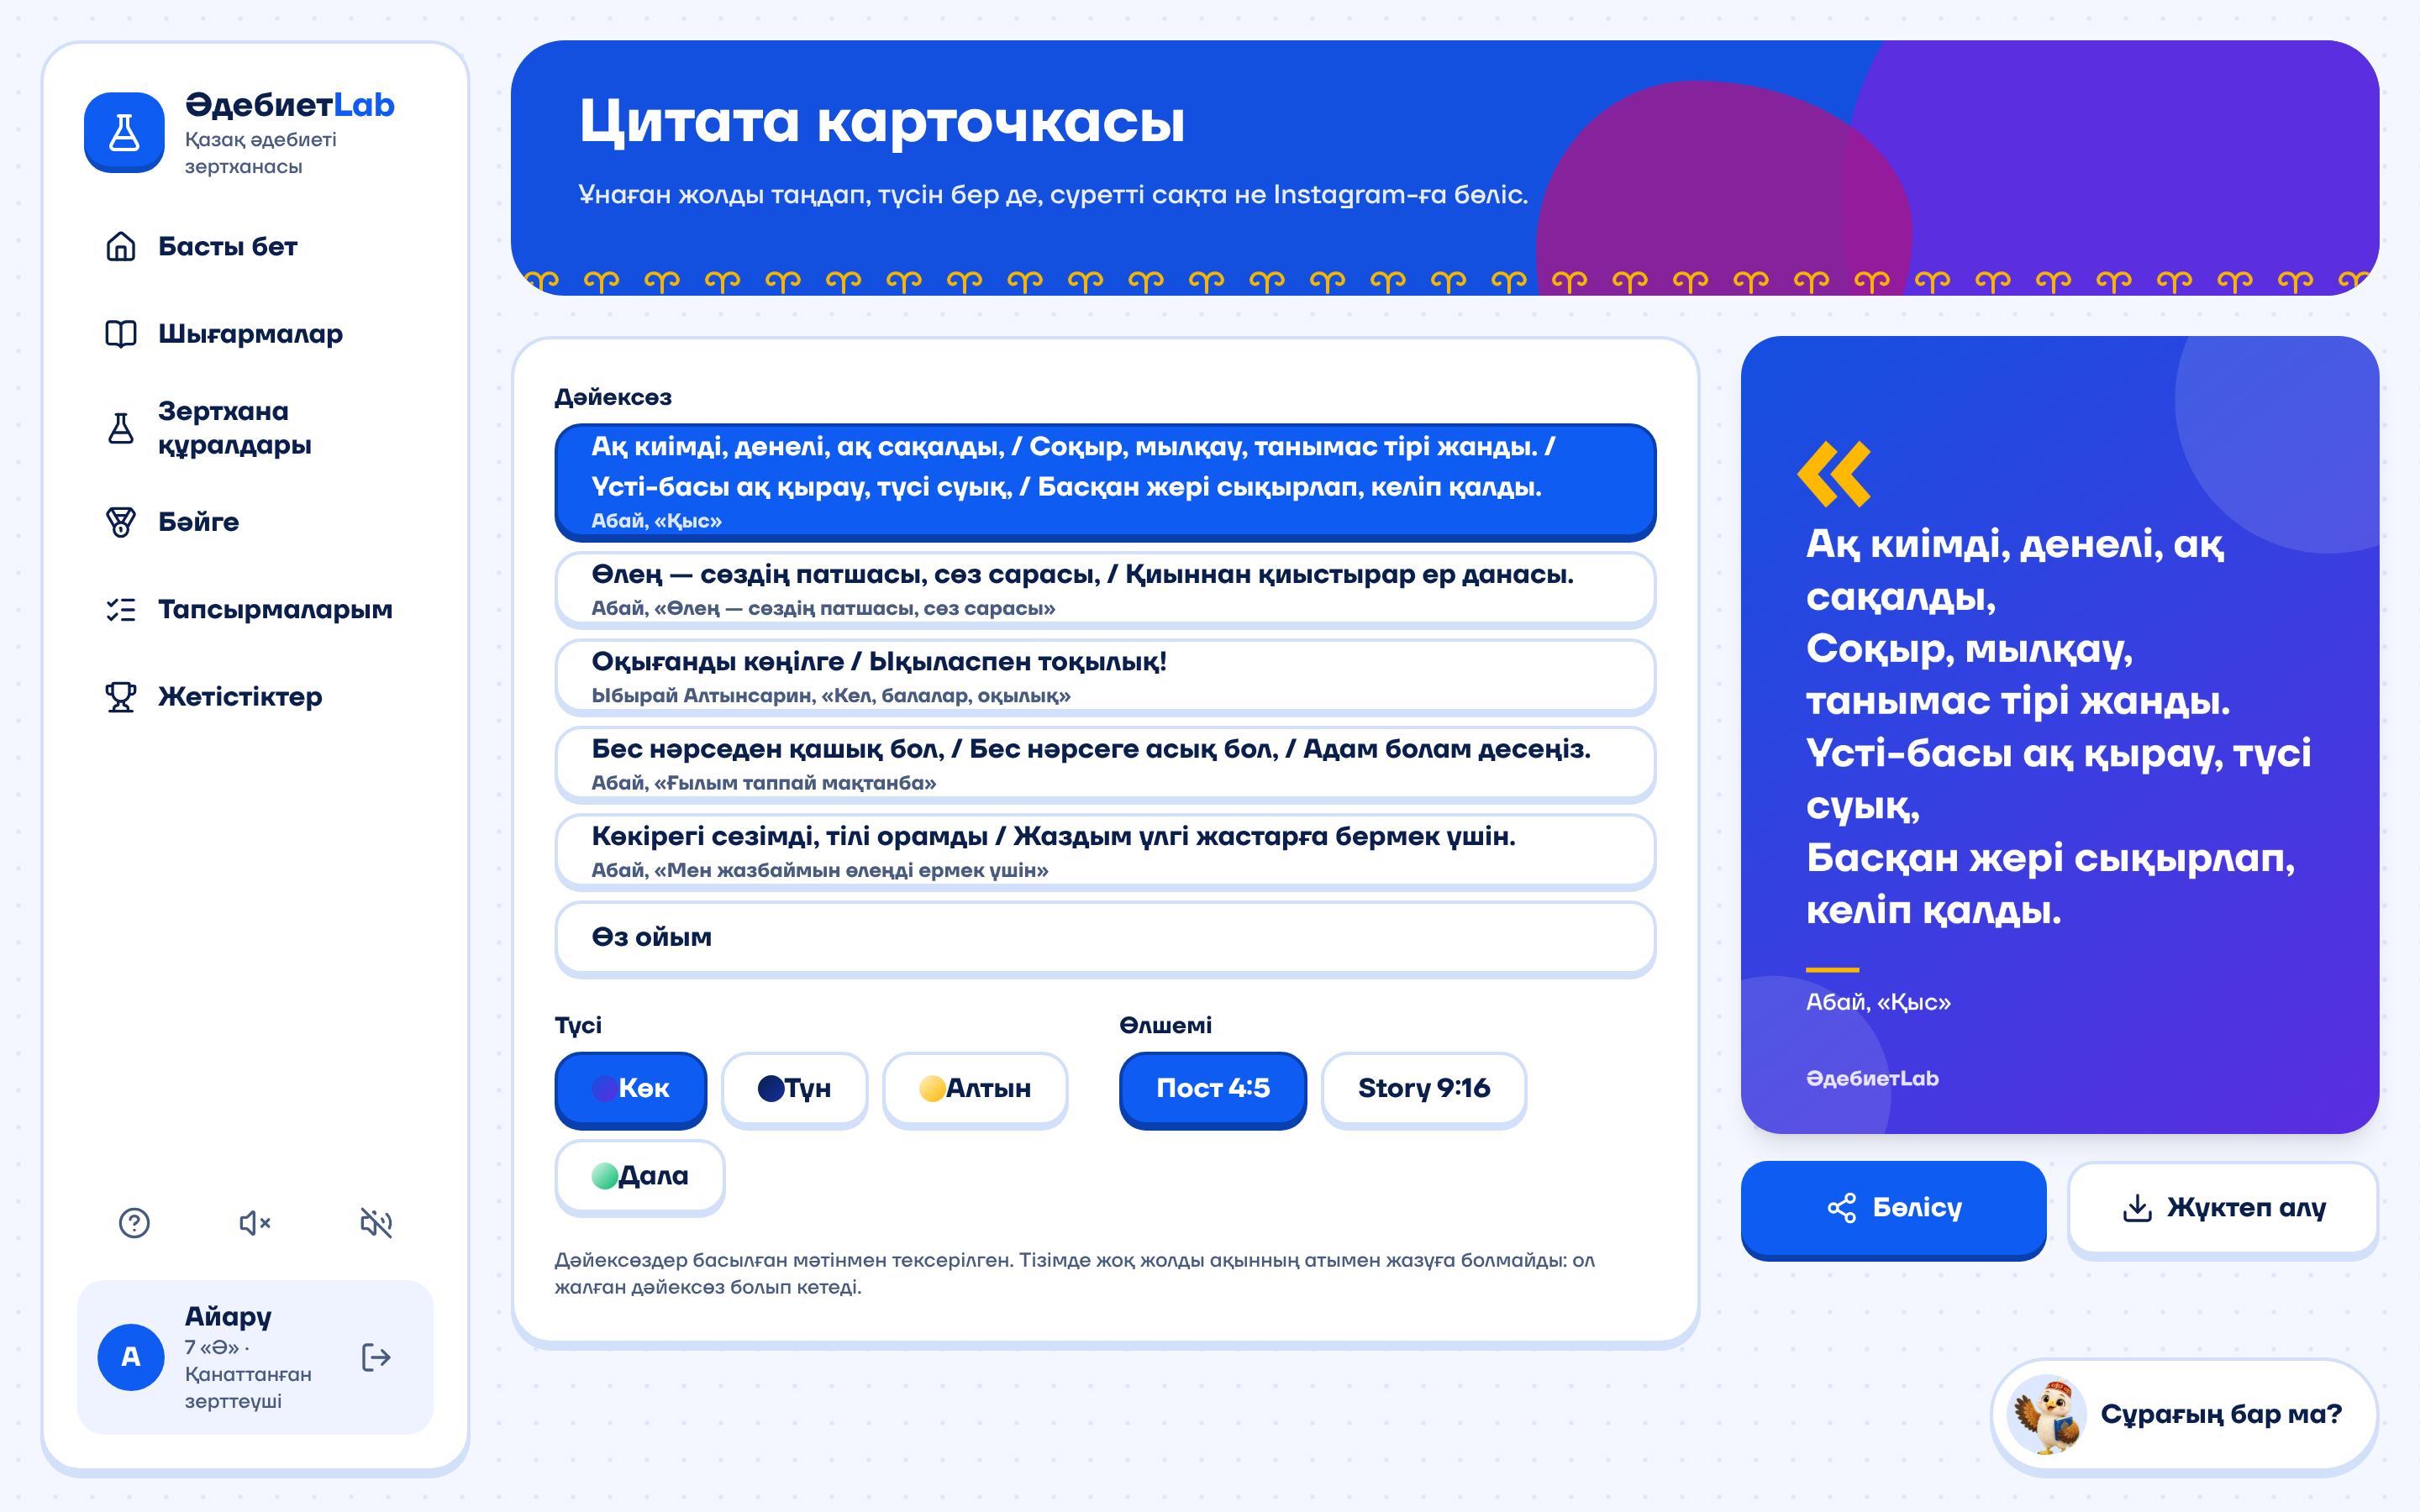 ӘдебиетLab
Қазақ әдебиеті
зертханасы
Басты бет
Шығармалар
Зертхана
құралдары
Бәйге
Тапсырмаларым
Жетістіктер
А
Айару
7 «Ә» ·
Қанаттанған
зерттеуші
Цитата карточкасы
Ұнаған жолды таңдап, түсін бер де, суретті сақта не Instagram-ға бөліс.
Дәйексөз
Ақ киімді, денелі, ақ сақалды, / Соқыр, мылқау, танымас тірі жанды. /
Үсті-басы ақ қырау, түсі суық, / Басқан жері сықырлап, келіп қалды.
Абай, «Қыс»
Өлең — сөздің патшасы, сөз сарасы, / Қиыннан қиыстырар ер данасы.
Абай, «Өлең — сөздің патшасы, сөз сарасы»
Оқығанды көңілге / Ықыласпен тоқылық!
Ыбырай Алтынсарин, «Кел, балалар, оқылық»
Бес нәрседен қашық бол, / Бес нәрсеге асық бол, / Адам болам десеңіз.
Абай, «Ғылым таппай мақтанба»
Көкірегі сезімді, тілі орамды / Жаздым үлгі жастарға бермек үшін.
Абай, «Мен жазбаймын өлеңді ермек үшін»
Өз ойым
Түсі
Көк
Түн
Алтын
Дала
Өлшемі
Пост 4:5
Story 9:16
Дәйексөздер басылған мәтінмен тексерілген. Тізімде жоқ жолды ақынның атымен жазуға болмайды: ол
жалған дәйексөз болып кетеді.
«
Ақ киімді, денелі, ақ
сақалды,
Соқыр, мылқау,
танымас тірі жанды.
Үсті-басы ақ қырау, түсі
суық,
Басқан жері сықырлап,
келіп қалды.
Абай, «Қыс»
ӘдебиетLab
Бөлісу
Жүктеп алу
Сұрағың бар ма?